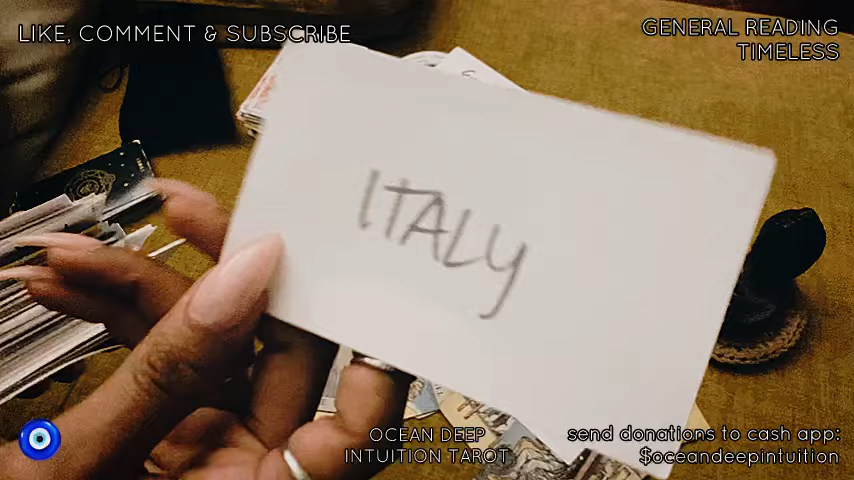 LIKE, COMMENT & SUBSCRIBE
GENERAL READING
TIMELESS
ITALY
OCEAN DEEP
INTUITION TAROT
send donations to cash app:
$oceandeepintuition